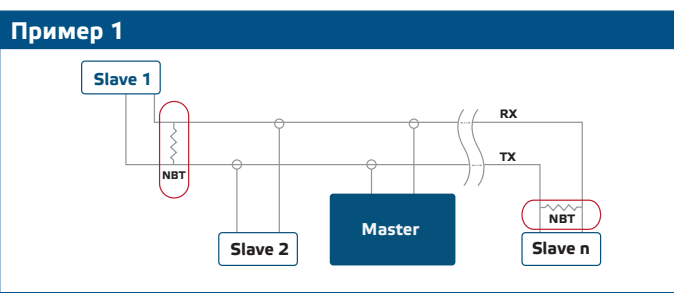 Пример 1
Slave 1
RX
TX
NBT
Master
NBT
Slave 2
Slave n